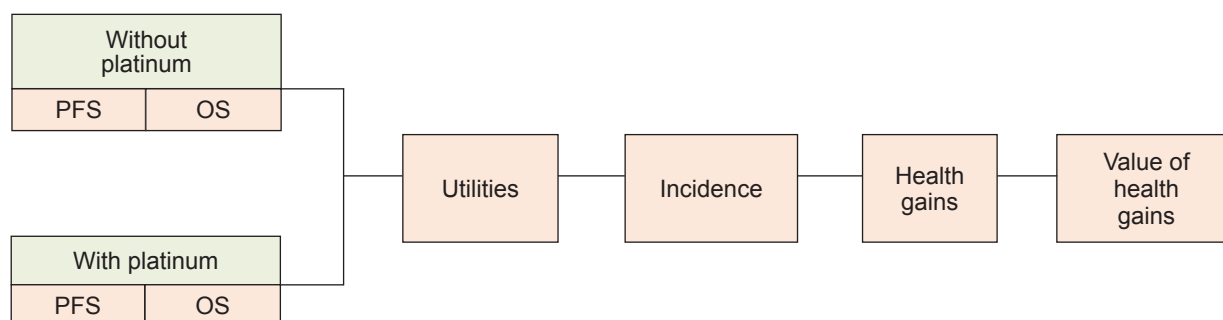 Without
platinum
PFS OS
Utilities
Incidence
Health
gains
Value of
health
gains
With platinum
PFS OS